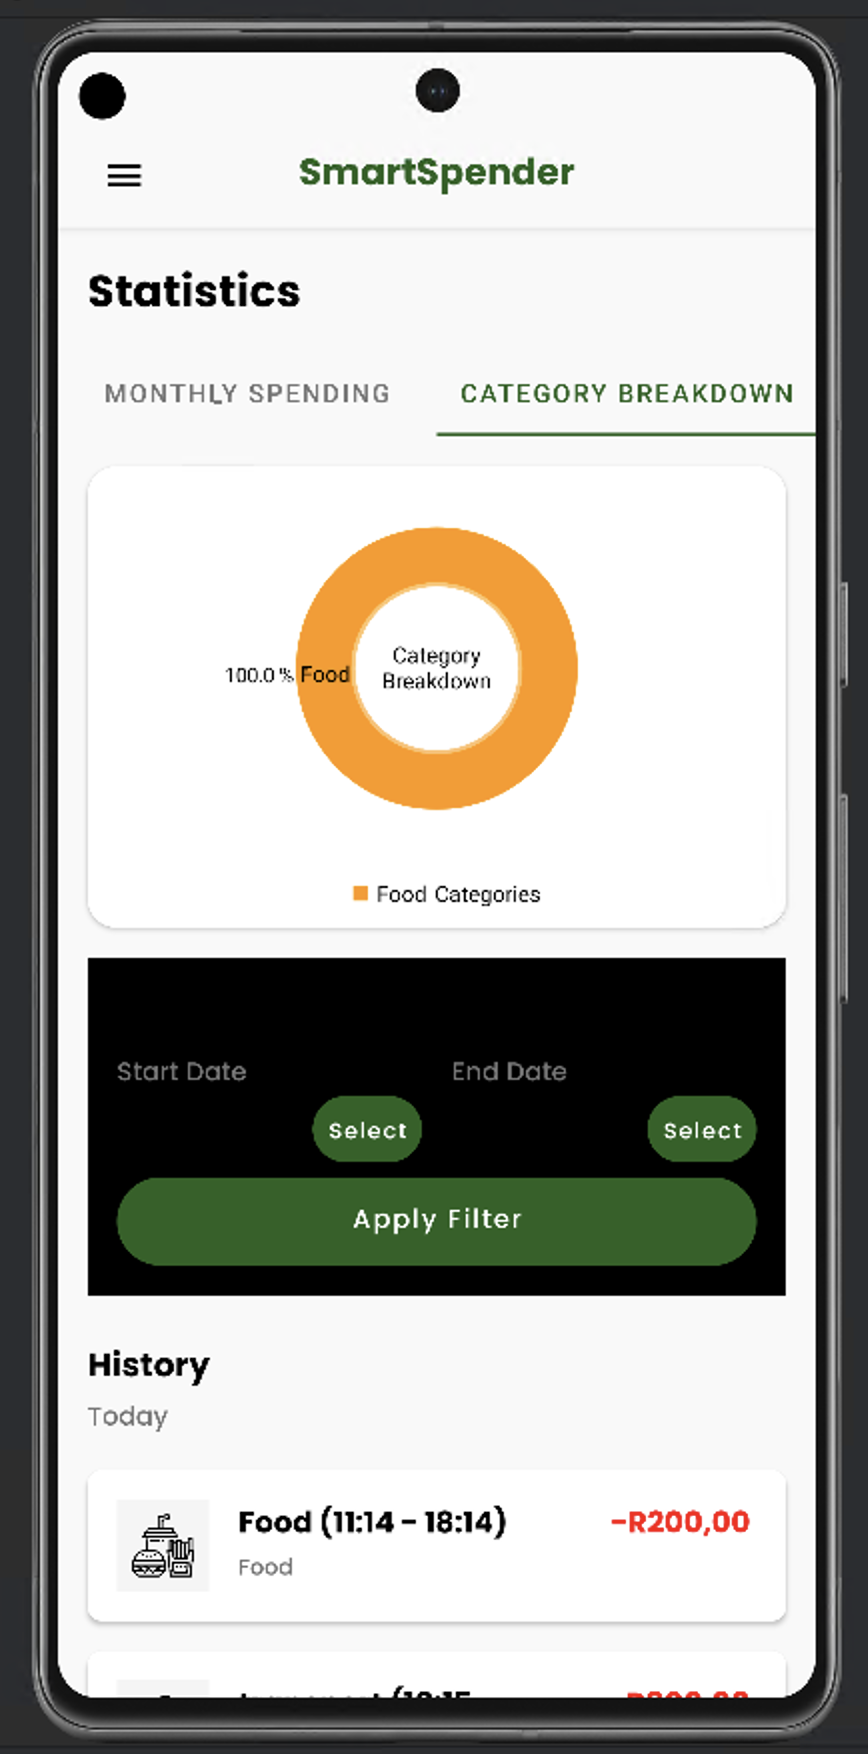 SmartSpender
Statistics
MONTHLY SPENDING
CATEGORY BREAKDOWN
Category
Breakdown
100.0 % Food
Food Categories
Start Date
End Date
Select
Select
Apply Filter
History
Today
Food (11:14 - 18:14)
-R200,00
Food